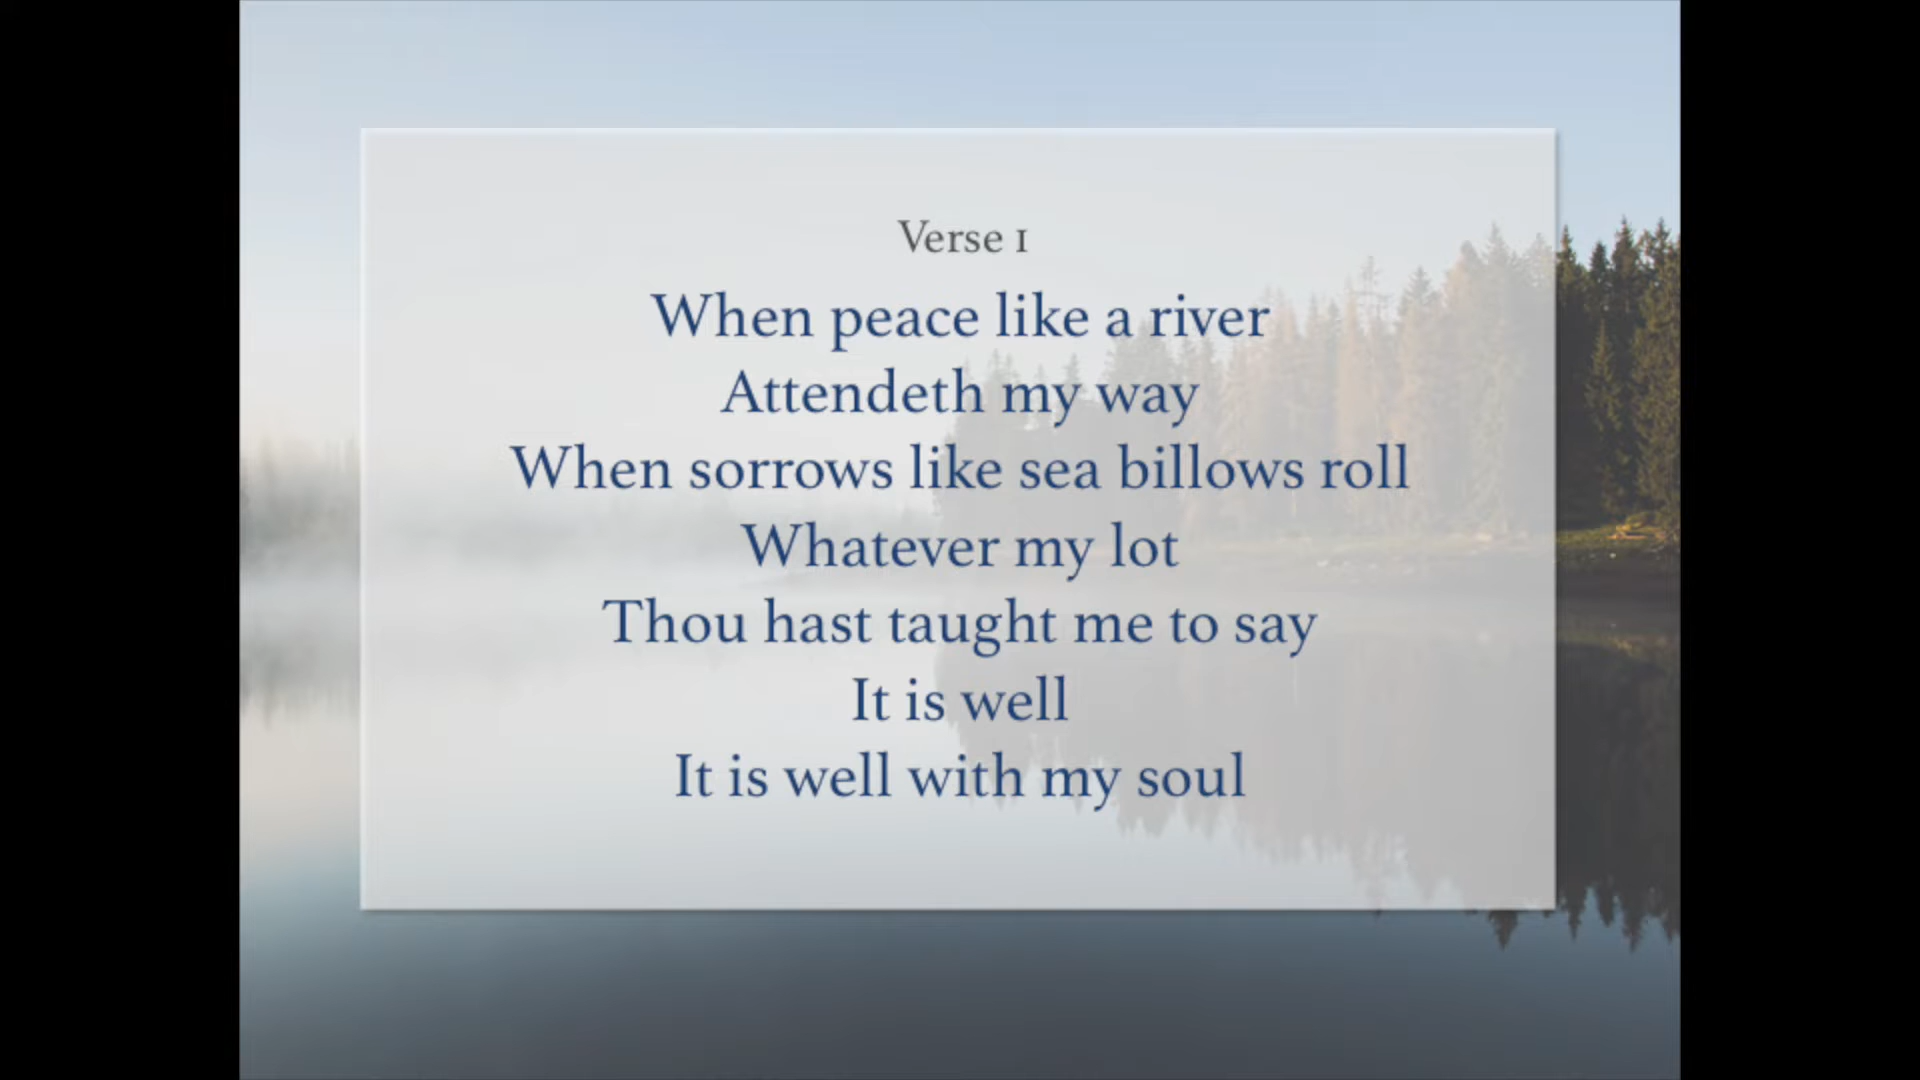 Verse 1
When peace like a river
Attendeth my way
When sorrows like sea billows roll
Whatever my lot
Thou hast taught me to say
It is well
It is well with my soul